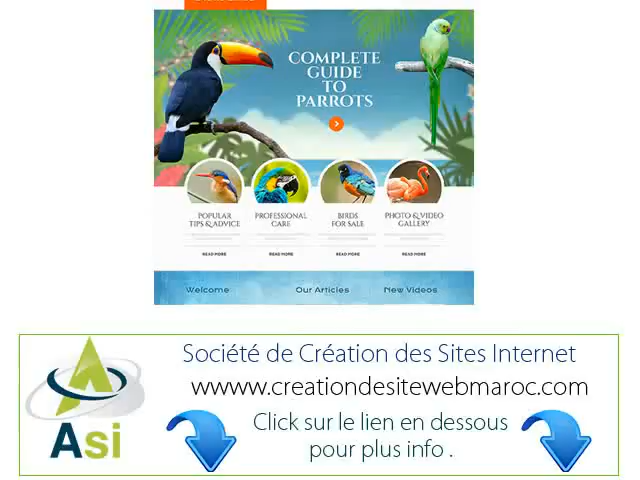 COMPLETE
GUIDE
TO
PARROTS
POPULAR
TIPS & ADVICE
PROFESSIONAL
CARE
BIRDS
FOR SALE
PHOTO & VIDEO
GALLERY
READ MORE
READ MORE
READ MORE
READ MORE
Welcome
Our Articles
New Videos
Société de Création des Sites Internet
wwww.creationdesitewebmaroc.com
Click sur le lien en dessous
pour plus info .
Asi